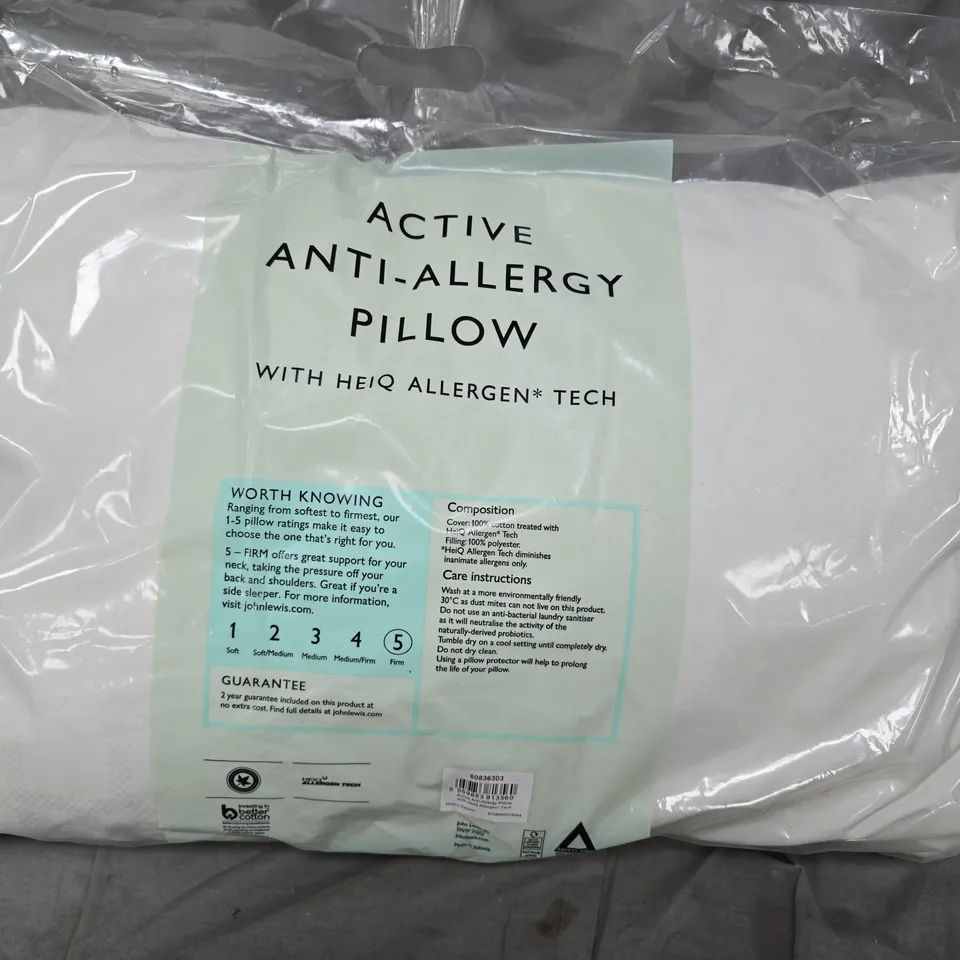 ACTIVE
ANTI-ALLERGY
PILLOW
WITH HEIQ ALLERGEN* TECH
WORTH KNOWING
Ranging from softest to firmest, our
1-5 pillow ratings make it easy to
choose the one that's right for you.
5 – FIRM offers great support for your
neck, taking the pressure off your
back and shoulders. Great if you're a
side sleeper. For more information,
visit johnlewis.com.
1 2 3 4 5
Soft Soft/Medium Medium Medium/Firm Firm
GUARANTEE
2 year guarantee included on this product at
no extra cost. Find full details at johnlewis.com
Composition
Cover: 100% cotton treated with
HeiQ Allergen* Tech
Filling: 100% polyester.
*HeiQ Allergen Tech diminishes
inanimate allergens only.
Care instructions
Wash at a more environmentally friendly
30°C as dust mites can not live on this product.
Do not use an anti-bacterial laundry sanitiser
as it will neutralise the activity of the
naturally-derived probiotics.
Tumble dry on a cool setting until completely dry.
Do not dry clean.
Using a pillow protector will help to prolong
the life of your pillow.
HEIQ
ALLERGEN TECH
investing in
better
cotton
60836303
5 059853 813560